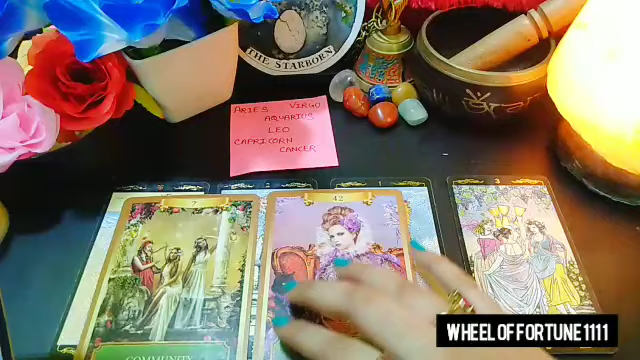 THE STARBORN
ARIES VIRGO
AQUARIUS
LEO
CAPRICORN
CANCER
7
42
3
COMMUNITY
WHEEL OF FORTUNE 1111